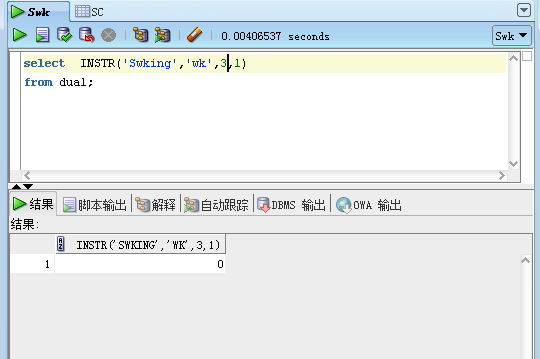 Swk SC
0.00406537 seconds Swk
select INSTR('Swking','wk',3,1)
from dual;
结果 脚本输出 解释 自动跟踪 DBMS 输出 OWA 输出
结果:
INSTR('SWKING','WK',3,1)
1 0